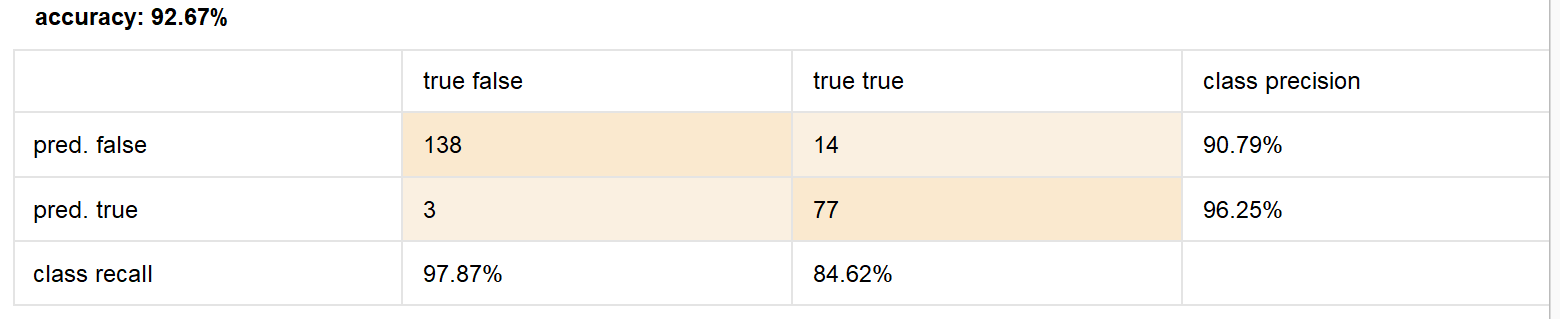 accuracy: 92.67%
true false true true class precision
pred. false 138 14 90.79%
pred. true 3 77 96.25%
class recall 97.87% 84.62%